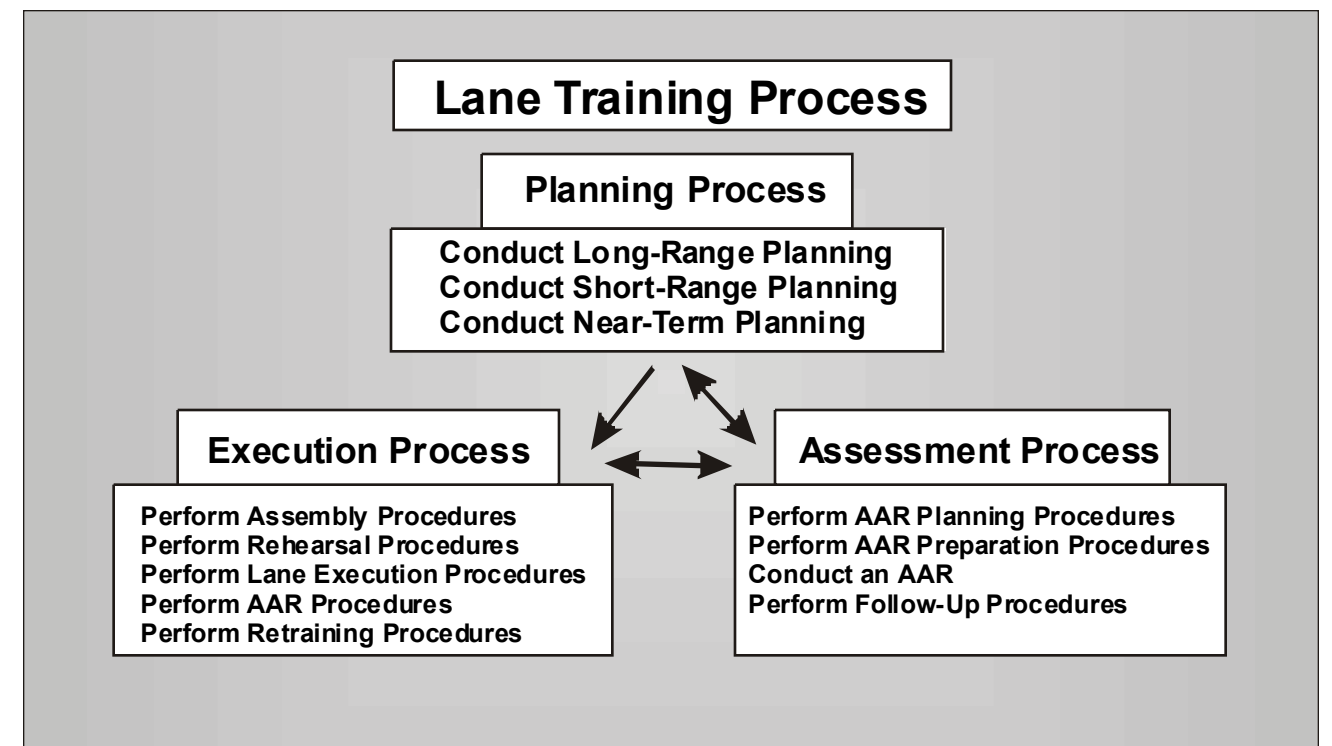 Lane Training Process
Planning Process
Conduct Long-Range Planning
Conduct Short-Range Planning
Conduct Near-Term Planning
Execution Process
Perform Assembly Procedures
Perform Rehearsal Procedures
Perform Lane Execution Procedures
Perform AAR Procedures
Perform Retraining Procedures
Assessment Process
Perform AAR Planning Procedures
Perform AAR Preparation Procedures
Conduct an AAR
Perform Follow-Up Procedures